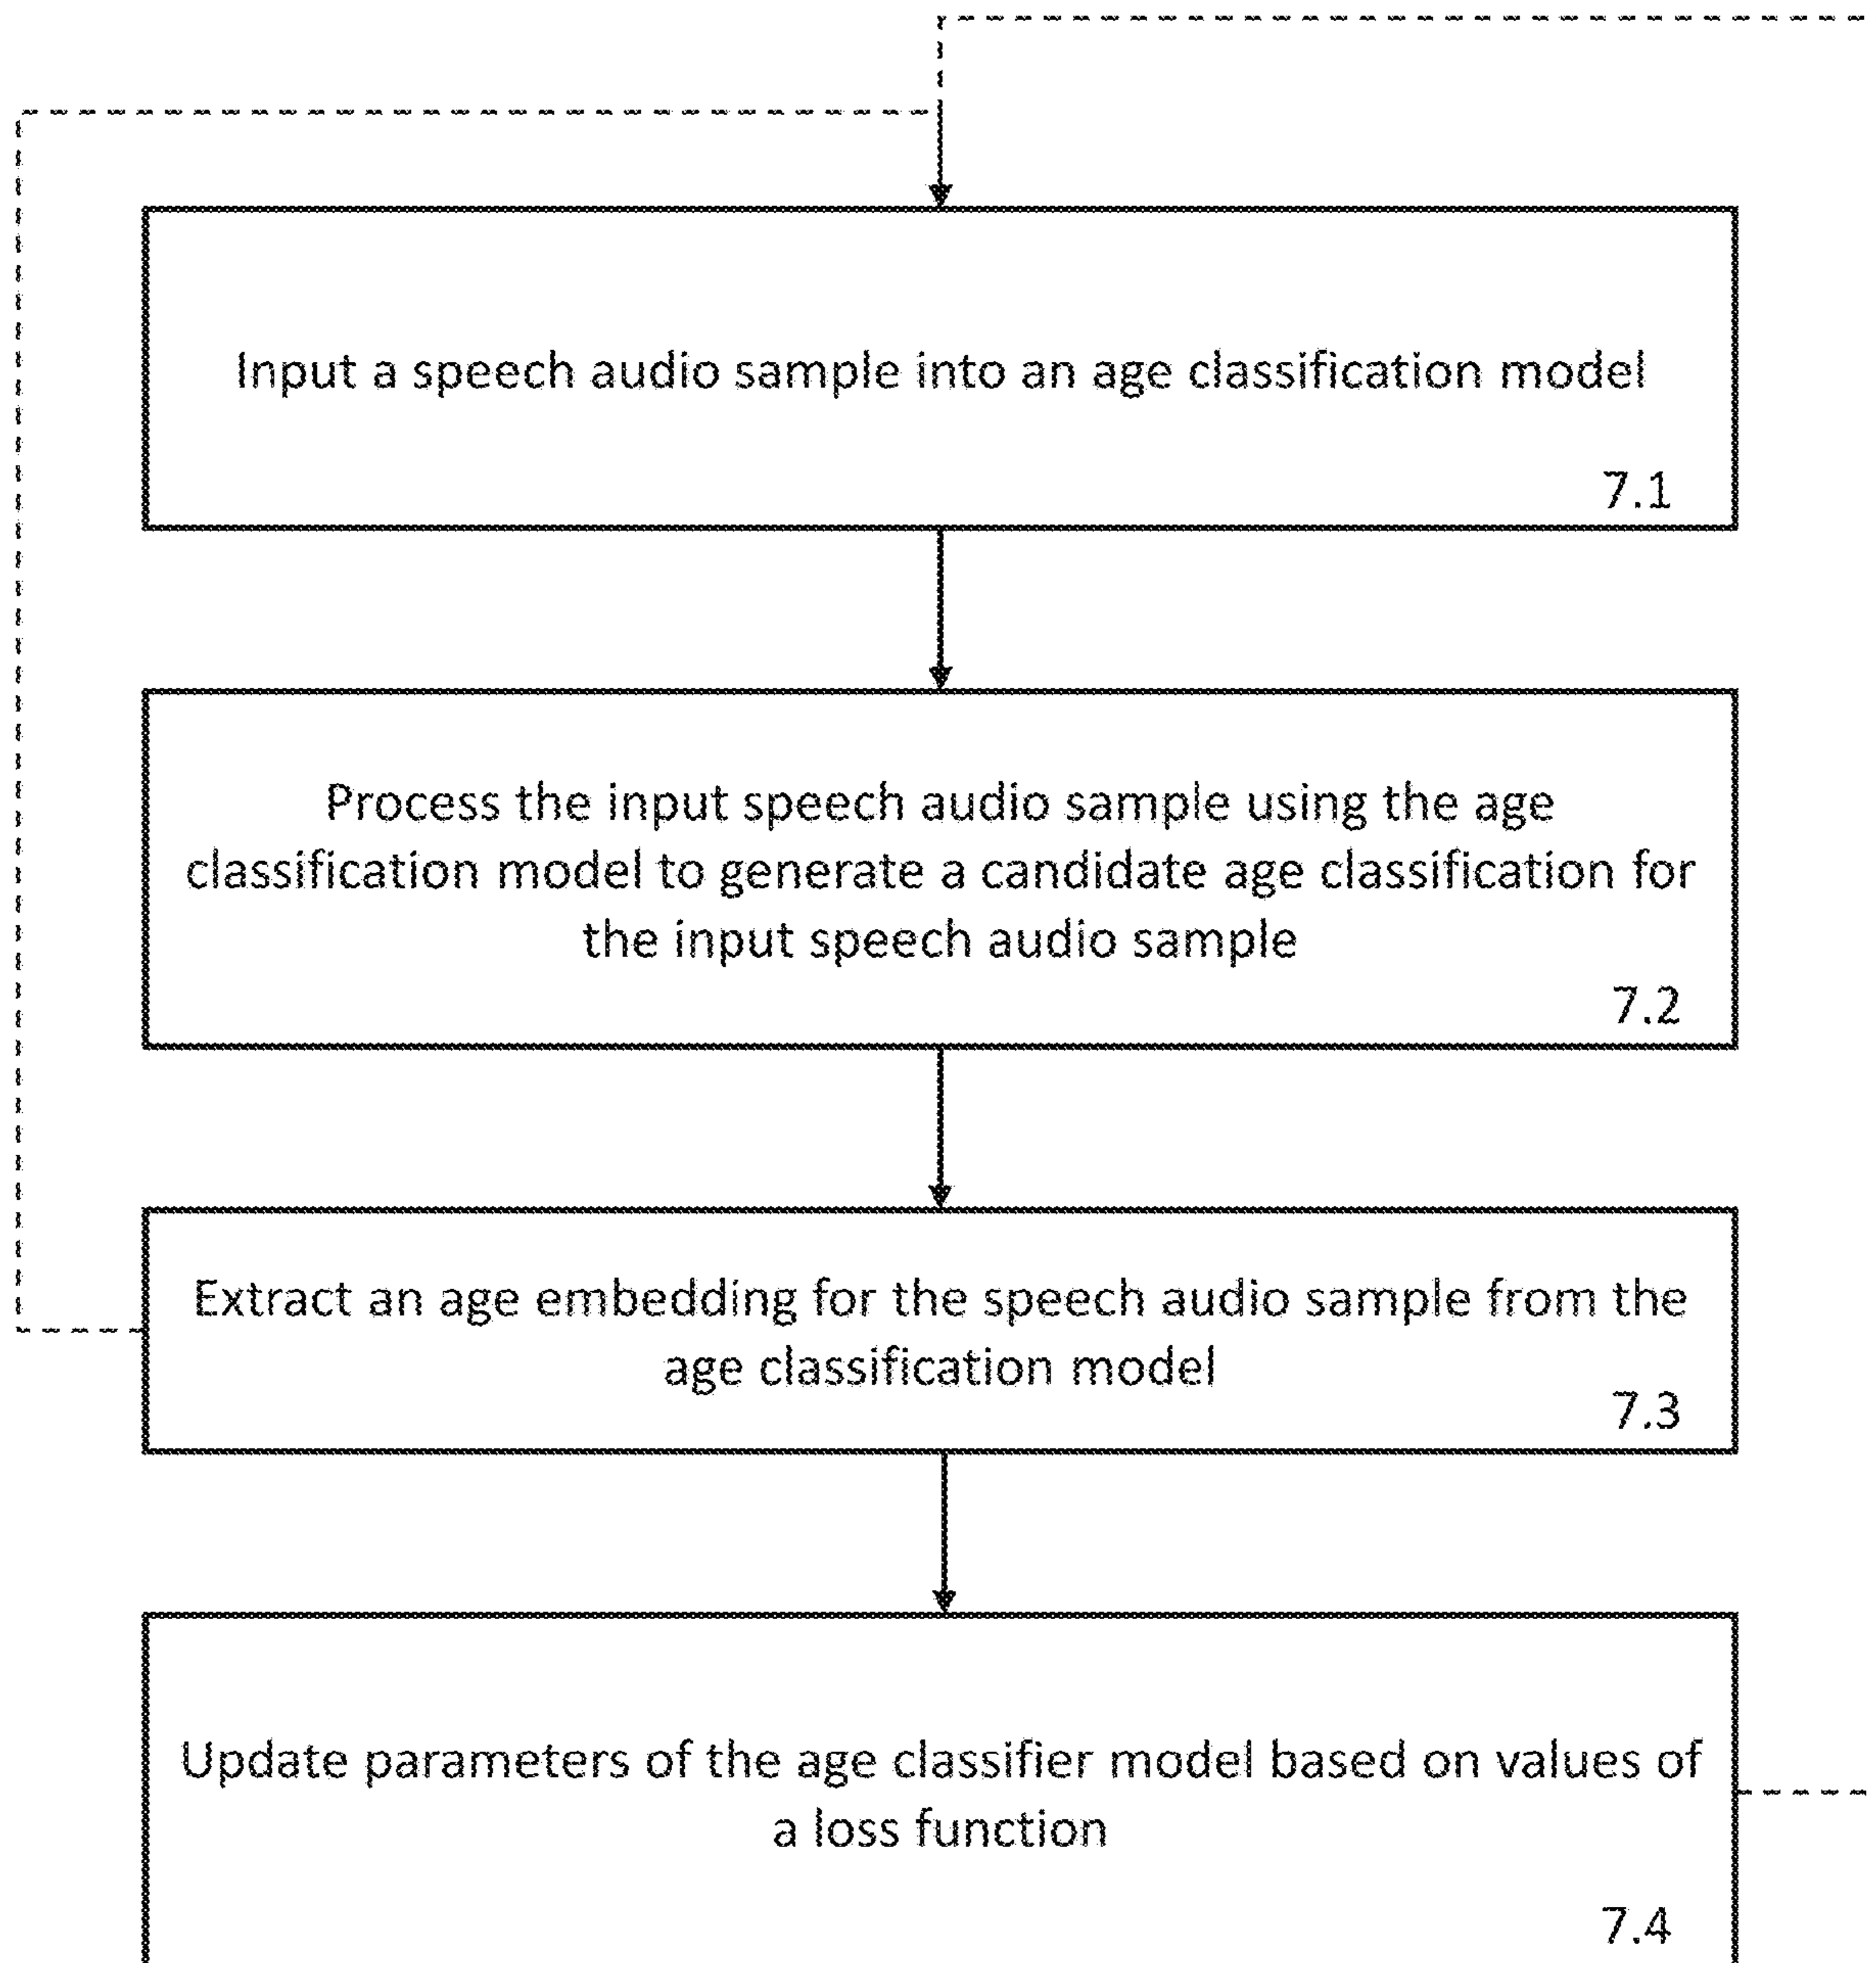 Input a speech audio sample into an age classification model
7.1
Process the input speech audio sample using the age
classification model to generate a candidate age classification for
the input speech audio sample
7.2
Extract an age embedding for the speech audio sample from the
age classification model
7.3
Update parameters of the age classifier model based on values of
a loss function
7.4